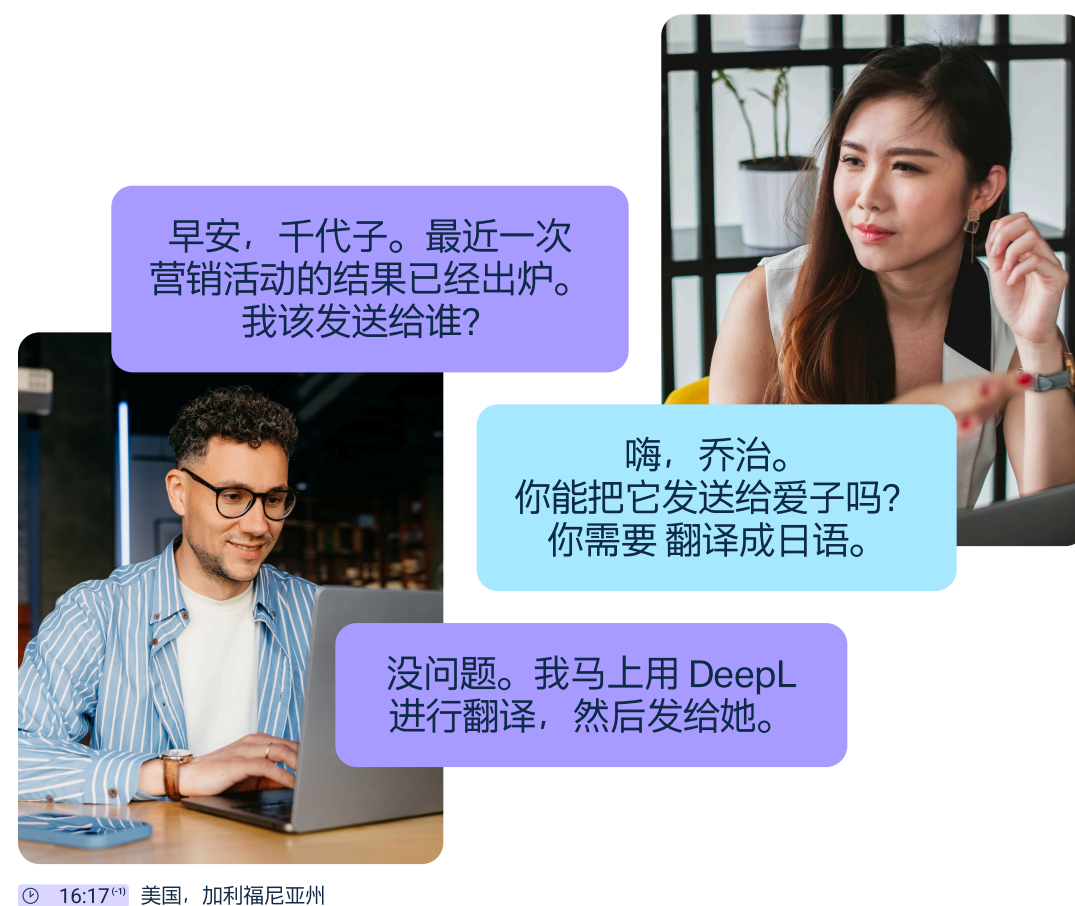 早安，千代子。最近一次
营销活动的结果已经出炉。
我该发送给谁?
嗨，乔治。
你能把它发送给爱子吗?
你需要 翻译成日语。
没问题。我马上用 DeepL
进行翻译，然后发给她。
16:17(-1) 美国，加利福尼亚州